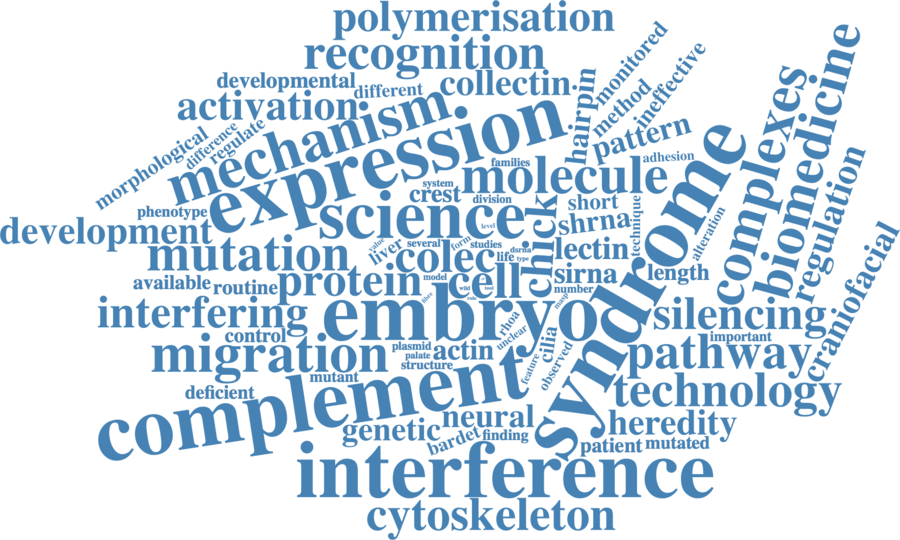 polymerisation
recognition
developmental
different
collectin
activation
monitored
method
ineffective
hairpin
pattern
mechanism
expression
morphological
difference
regulate
families
molecule
adhesion
system
crest
division
phenotype
science
level
short
shrna
technique
alteration
development
mutation
value
liver
several
form
studies
dsrna
colec
life
type
chick
lectin
sirna
length
number
available
routine
protein
model
cell
wild
tool
role
masp
syndrome
complexes
biomedicine
regulation
craniofacial
interfering
embryo
silencing
control
rhoa
unclear
cilia
important
migration
plasmid
palate
actin
structure
feature
observed
pathway
mutant
deficient
technology
complement
neural
heredity
genetic
bardet
finding
patient
mutated
interference
cytoskeleton